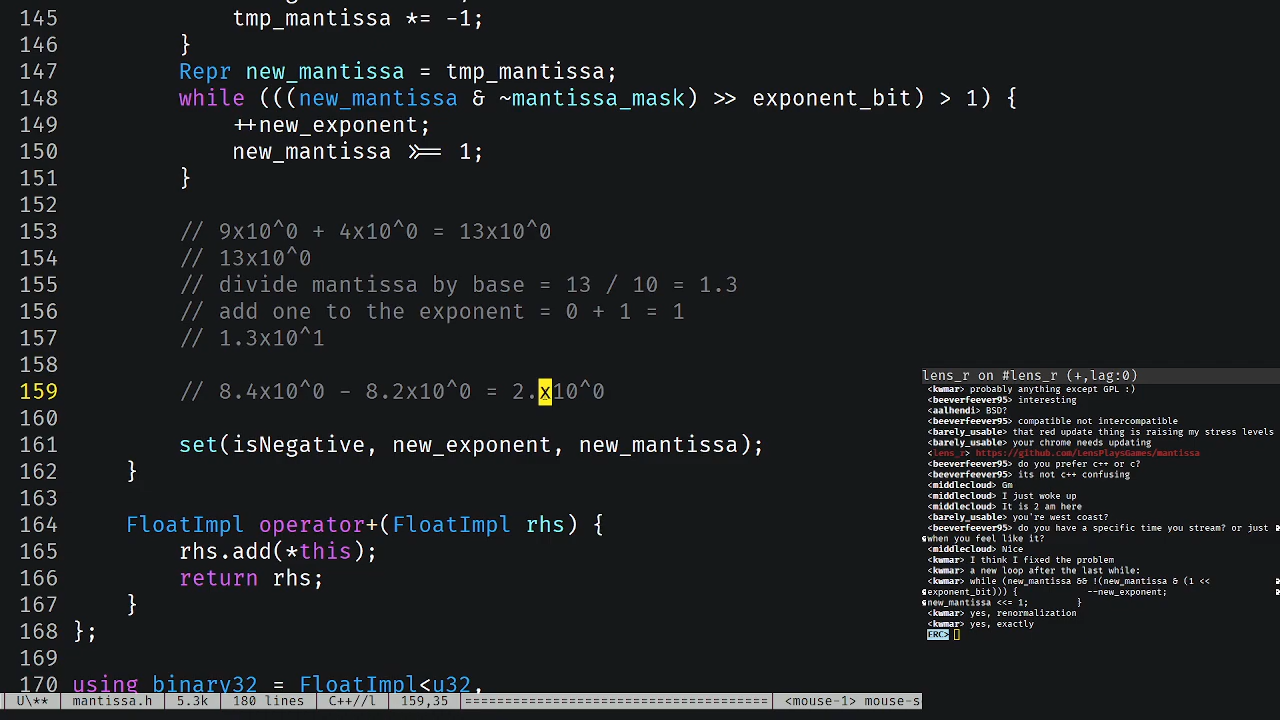 145 tmp_mantissa *= -1;
146 }
147 Repr new_mantissa = tmp_mantissa;
148 while (((new_mantissa & ~mantissa_mask) >> exponent_bit) > 1) {
149 ++new_exponent;
150 new_mantissa >>= 1;
151 }
152
153 // 9x10^0 + 4x10^0 = 13x10^0
154 // 13x10^0
155 // divide mantissa by base = 13 / 10 = 1.3
156 // add one to the exponent = 0 + 1 = 1
157 // 1.3x10^1
158
159 // 8.4x10^0 - 8.2x10^0 = 2.x10^0
160
161 set(isNegative, new_exponent, new_mantissa);
162 }
163
164 FloatImpl operator+(FloatImpl rhs) {
165 rhs.add(*this);
166 return rhs;
167 }
168 };
169
170 using binary32 = FloatImpl<u32,
U\** mantissa.h 5.3k 180 lines C++//l 159,35 <mouse-1> mouse-s
lens_r on #lens_r (+,lag:0)
<kwmar> probably anything except GPL :)
<beeverfeever95> interesting
<aalhendi> BSD?
<beeverfeever95> compatible not intercompatible
<barely_usable> that red update thing is raising my stress levels
<barely_usable> your chrome needs updating
<lens_r> https://github.com/LensPlaysGames/mantissa
<beeverfeever95> do you prefer c++ or c?
<beeverfeever95> its not c++ confusing
<middlecloud> Gm
<middlecloud> I just woke up
<middlecloud> It is 2 am here
<barely_usable> you're west coast?
<beeverfeever95> do you have a specific time you stream? or just
when you feel like it?
<middlecloud> Nice
<kwmar> I think I fixed the problem
<kwmar> a new loop after the last while:
<kwmar> while (new_mantissa && !(new_mantissa & (1 <<
exponent_bit))) { --new_exponent;
new_mantissa <<= 1; }
<kwmar> yes, renormalization
<kwmar> yes, exactly
ERC>